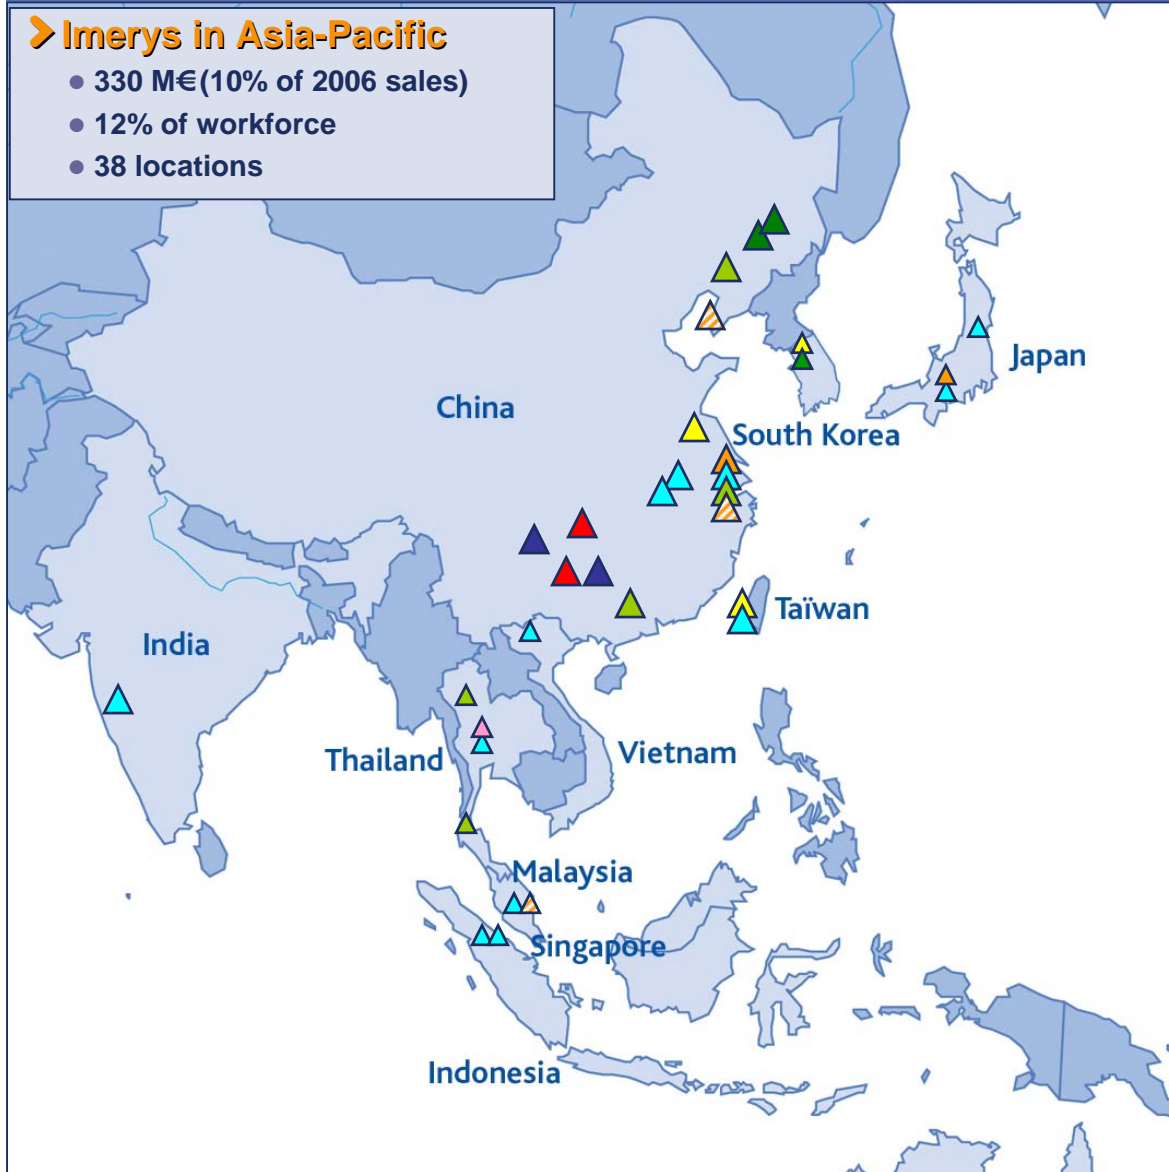 Imerys in Asia-Pacific
● 330 M€(10% of 2006 sales)
● 12% of workforce
● 38 locations
Japan
China
South Korea
Taïwan
India
Thailand
Vietnam
Malaysia
Singapore
Indonesia